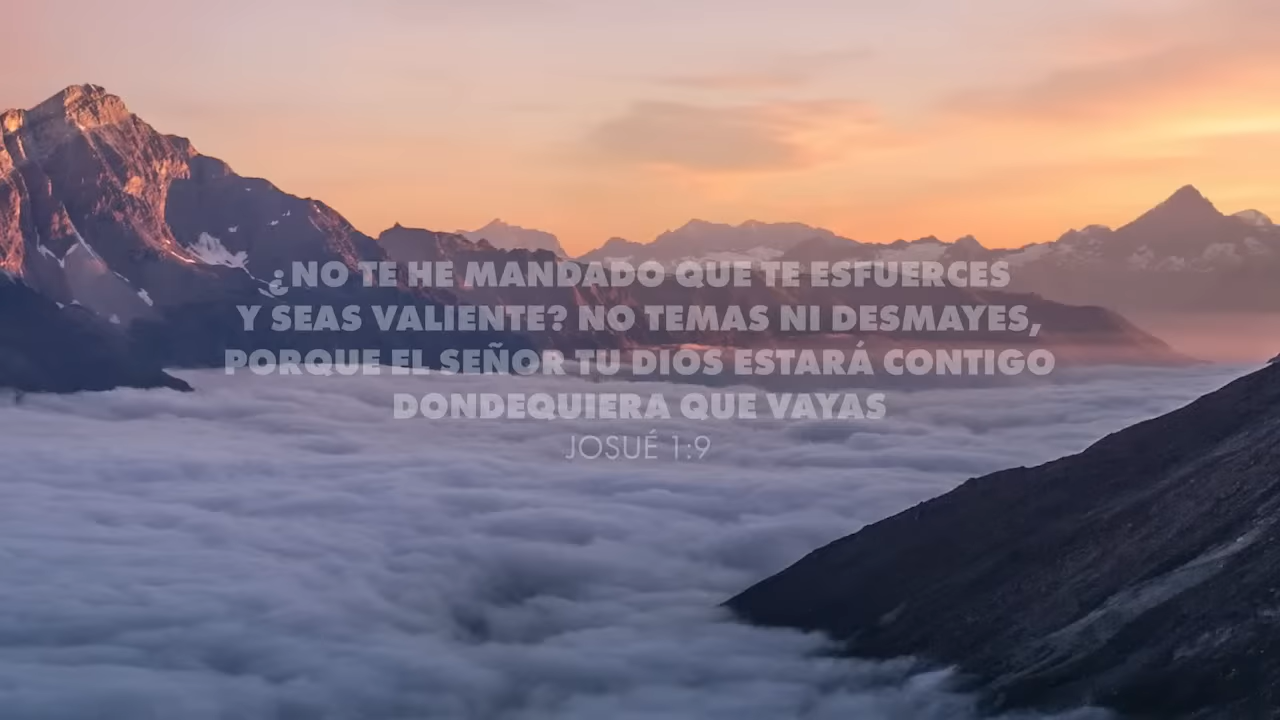 ¿NO TE HE MANDADO QUE TE ESFUERCES
Y SEAS VALIENTE? NO TEMAS NI DESMAYES,
PORQUE EL SEÑOR TU DIOS ESTARÁ CONTIGO
DONDEQUIERA QUE VAYAS
JOSUÉ 1:9